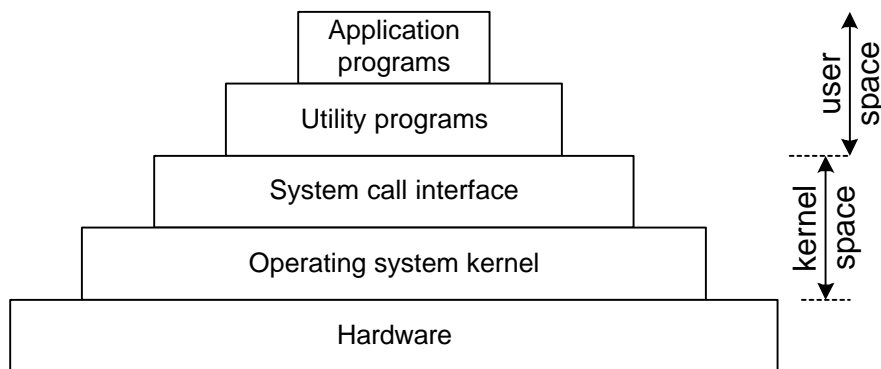 Application
programs
Utility programs
System call interface
Operating system kernel
Hardware
user
space
kernel
space